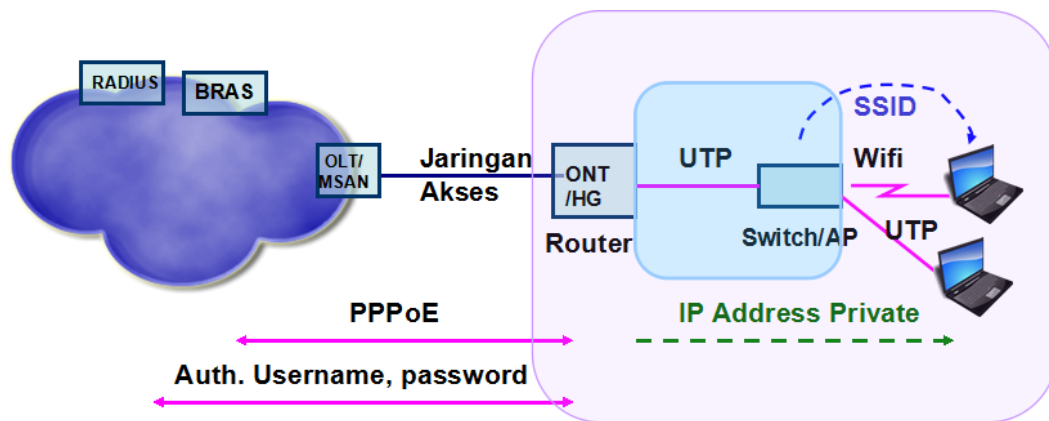 RADIUS
BRAS
SSID
OLT/
MSAN
Jaringan
Akses
ONT
/HG
Router
UTP
Wifi
Switch/AP
UTP
PPPoE
IP Address Private
Auth. Username, password